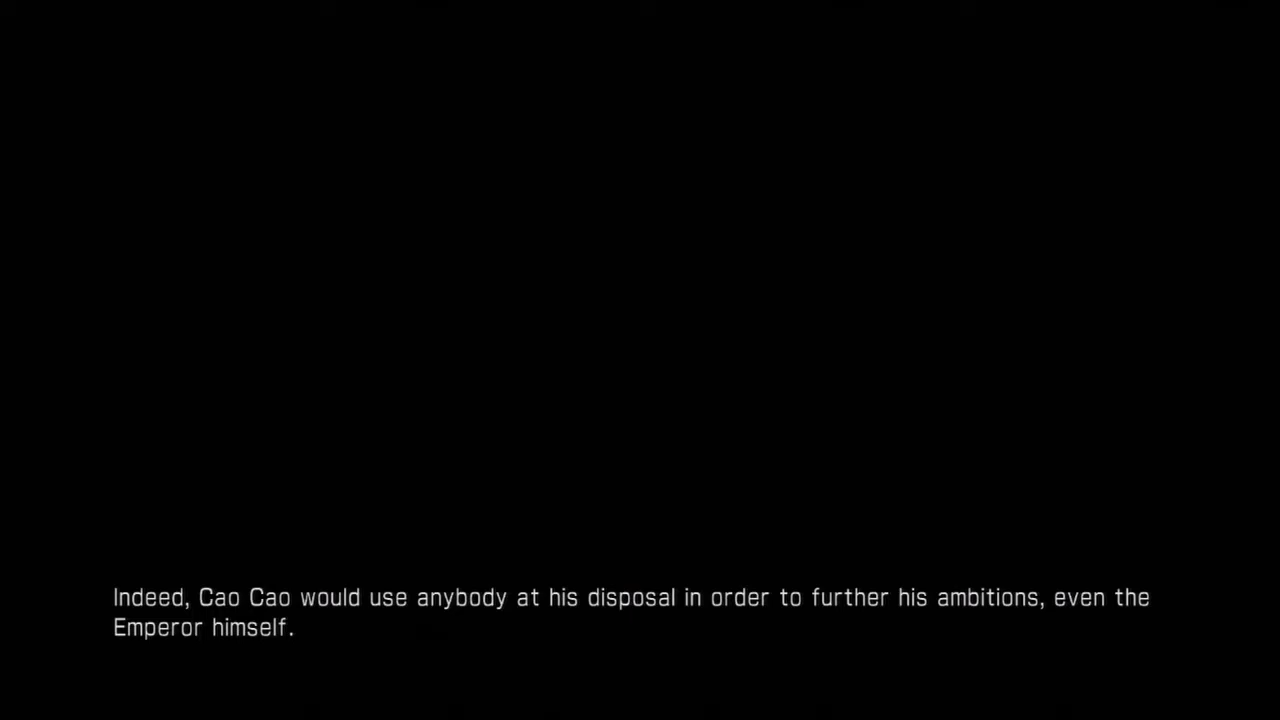 Indeed, Cao Cao would use anybody at his disposal in order to further his ambitions, even the
Emperor himself.